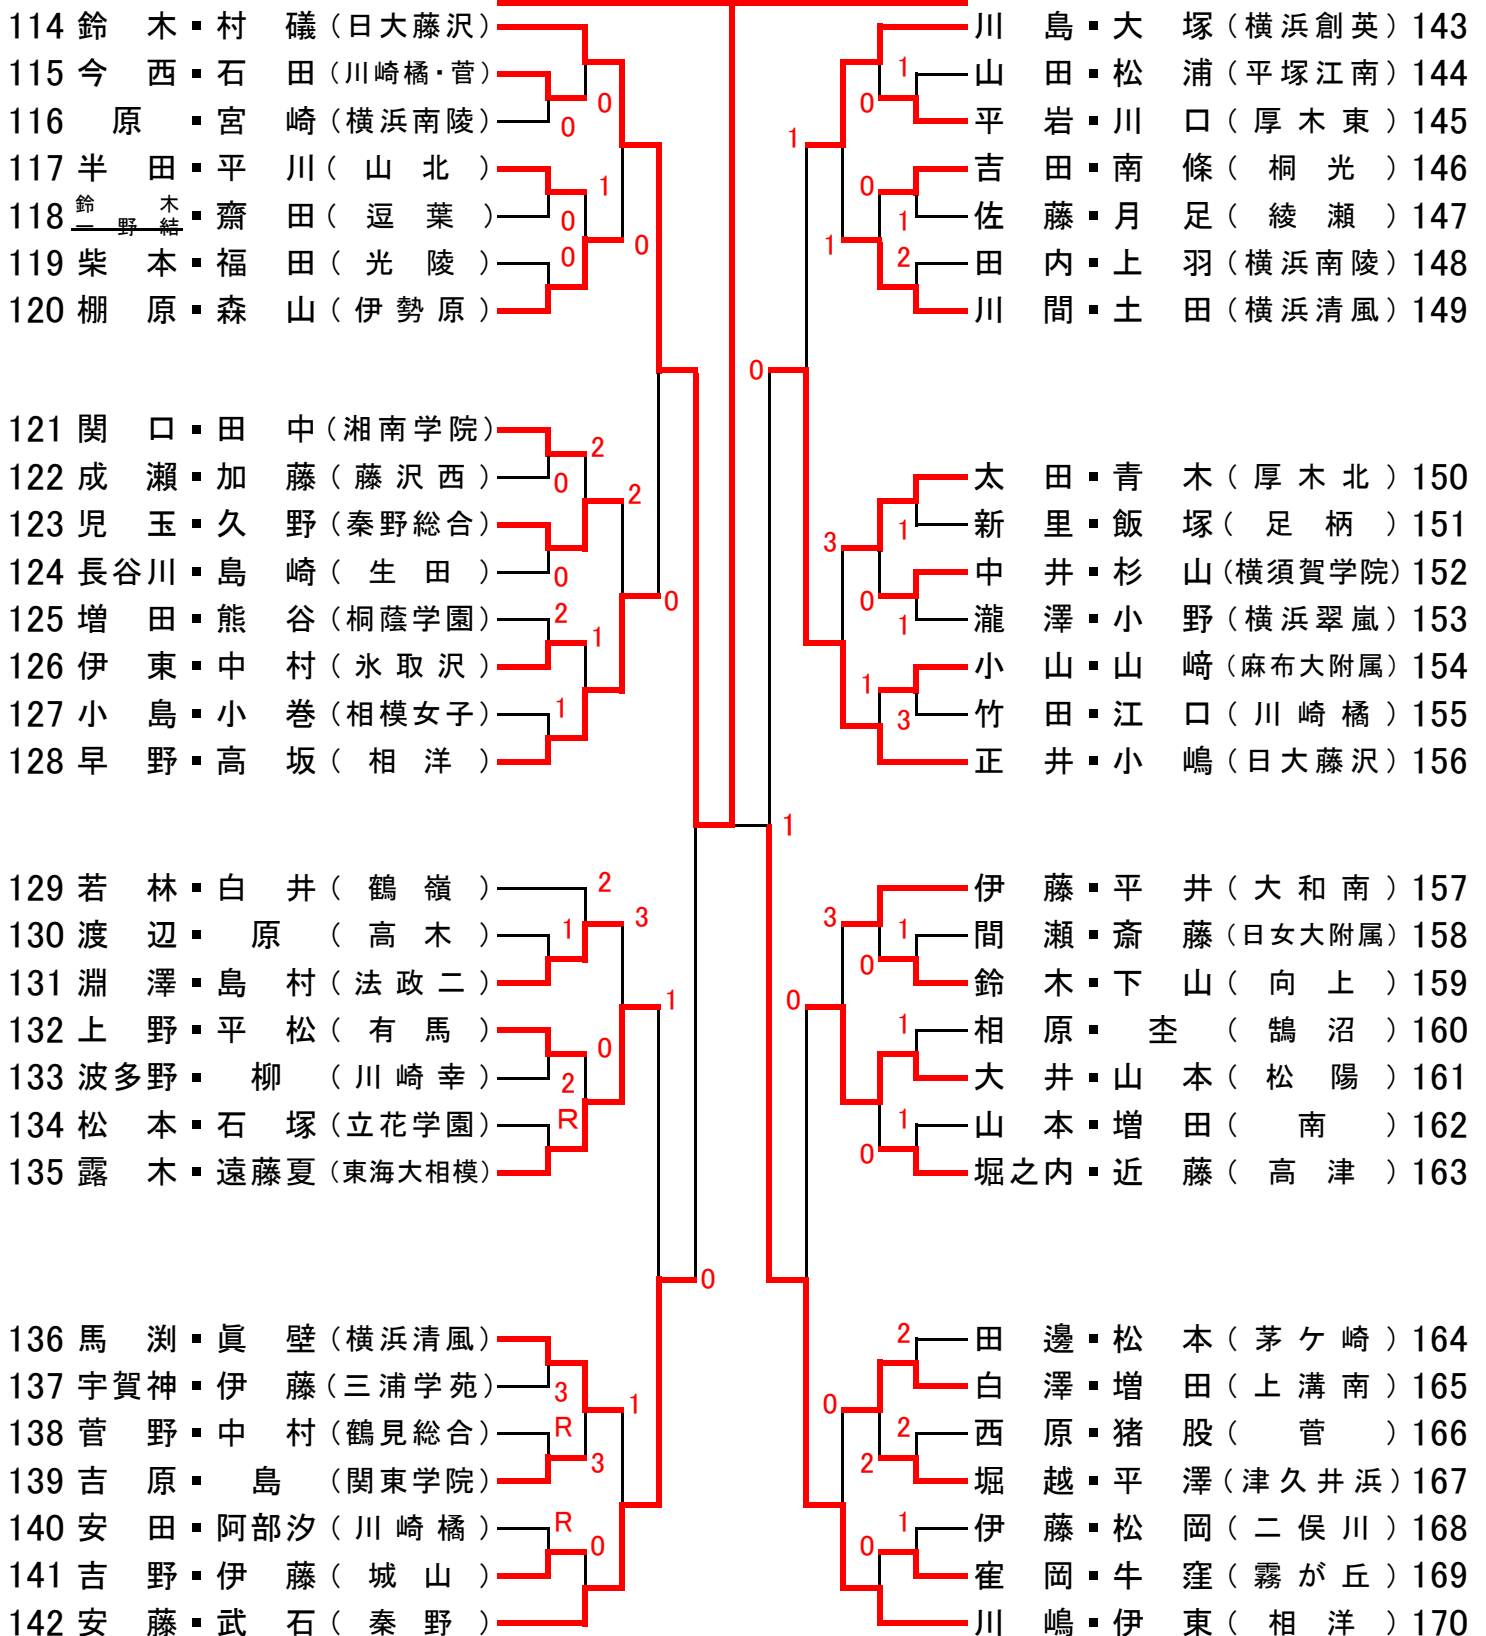 114 鈴木・村礒(日大藤沢)
115 今西・石田(川崎橘・菅)
116 原・宮崎(横浜南陵)
117 半田・平川(山北)
118 鈴木 一野結・齋田(逗葉)
119 柴本・福田(光陵)
120 棚原・森山(伊勢原)
0
0
1
0
0
0
121 関口・田中(湘南学院)
122 成瀬・加藤(藤沢西)
123 児玉・久野(秦野総合)
124 長谷川・島崎(生田)
125 増田・熊谷(桐蔭学園)
126 伊東・中村(氷取沢)
127 小島・小巻(相模女子)
128 早野・高坂(相洋)
2
0
2
0
0
2
1
1
129 若林・白井(鶴嶺)
130 渡辺・原(高木)
131 淵澤・島村(法政二)
132 上野・平松(有馬)
133 波多野・柳(川崎幸)
134 松本・石塚(立花学園)
135 露木・遠藤夏(東海大相模)
2
3
1
1
0
2
R
0
136 馬渕・眞壁(横浜清風)
137 宇賀神・伊藤(三浦学苑)
138 菅野・中村(鶴見総合)
139 吉原・島(関東学院)
140 安田・阿部汐(川崎橘)
141 吉野・伊藤(城山)
142 安藤・武石(秦野)
3
1
R
3
R
0
川島・大塚(横浜創英)143
山田・松浦(平塚江南)144
平岩・川口(厚木東)145
吉田・南條(桐光)146
佐藤・月足(綾瀬)147
田内・上羽(横浜南陵)148
川間・土田(横浜清風)149
1
0
1
0
1
1
2
0
太田・青木(厚木北)150
新里・飯塚(足柄)151
中井・杉山(横須賀学院)152
瀧澤・小野(横浜翠嵐)153
小山・山﨑(麻布大附属)154
竹田・江口(川崎橘)155
正井・小嶋(日大藤沢)156
1
3
0
1
1
3
1
伊藤・平井(大和南)157
間瀬・斎藤(日女大附属)158
鈴木・下山(向上)159
相原・杢(鵠沼)160
大井・山本(松陽)161
山本・増田(南)162
堀之内・近藤(高津)163
3
1
0
0
1
1
0
田邊・松本(茅ケ崎)164
白澤・増田(上溝南)165
西原・猪股(菅)166
堀越・平澤(津久井浜)167
伊藤・松岡(二俣川)168
崔岡・牛窪(霧が丘)169
川嶋・伊東(相洋)170
2
0
2
2
1
0